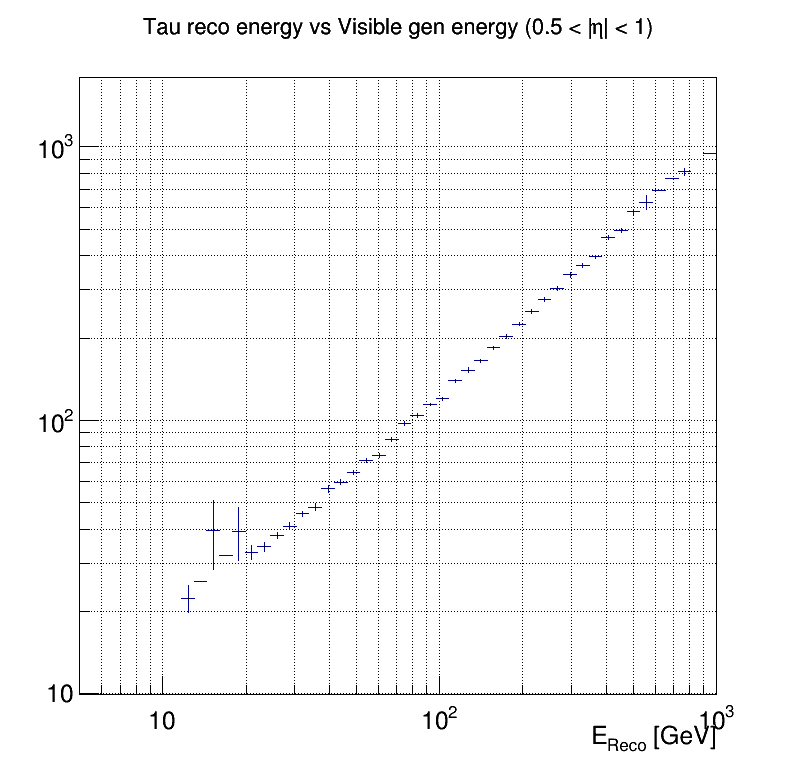 Tau reco energy vs Visible gen energy (0.5 < |η| < 1)
10³
10²
10
10 10² 10³
E_Reco [GeV]